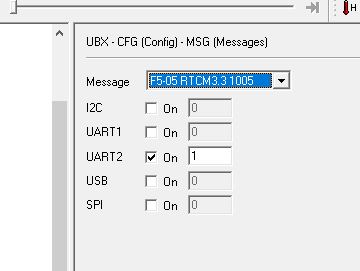 H
UBX - CFG (Config) - MSG (Messages)
Message F5-05 RTCM3.3 1005
I2C On 0
UART1 On 0
UART2 On 1
USB On 0
SPI On 0